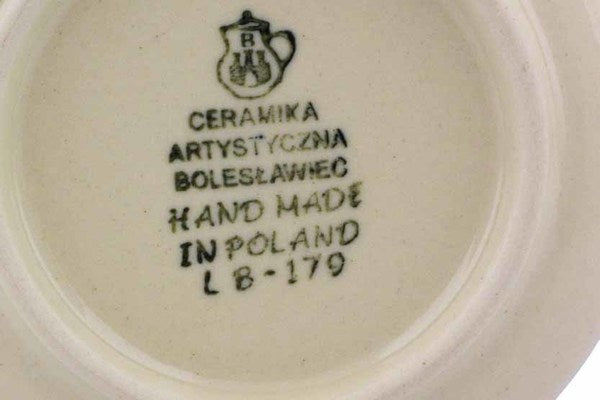 B
CERAMIKA
ARTYSTYCZNA
BOLESŁAWIEC
HAND MADE
IN POLAND
L B-179